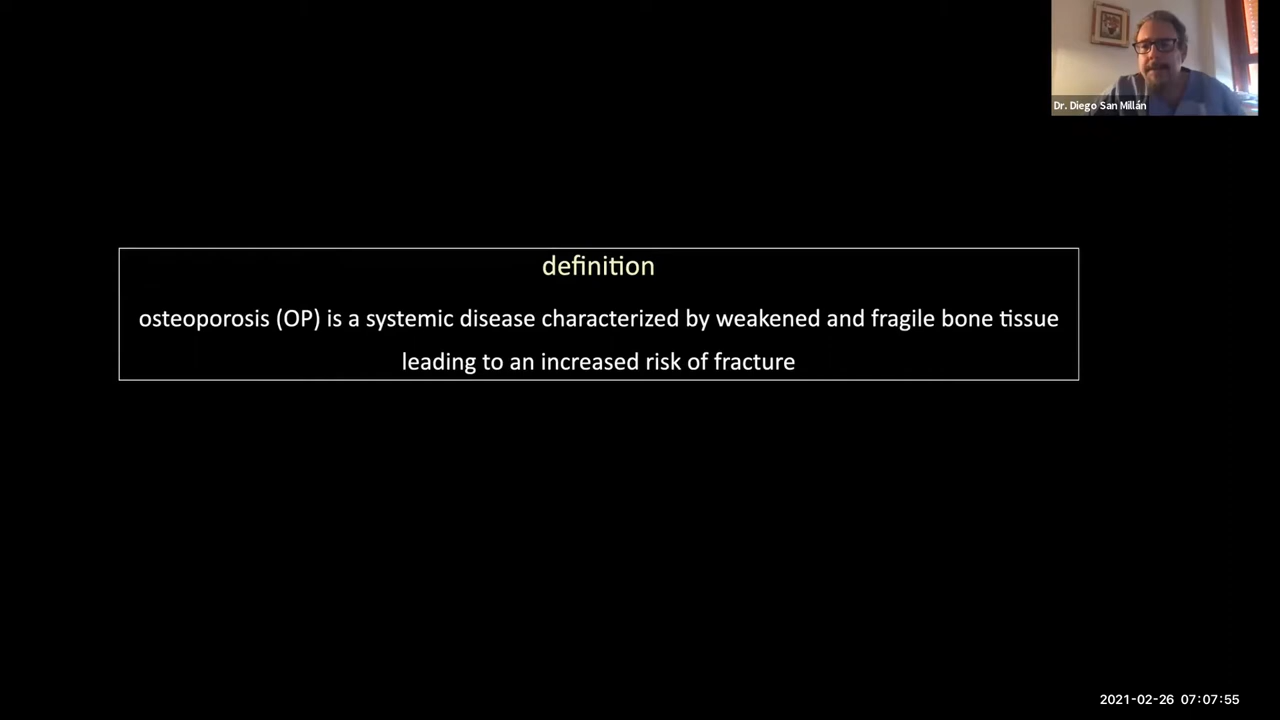 Dr. Diego San Millán
definition
osteoporosis (OP) is a systemic disease characterized by weakened and fragile bone tissue
leading to an increased risk of fracture
2021-02-26 07:07:55